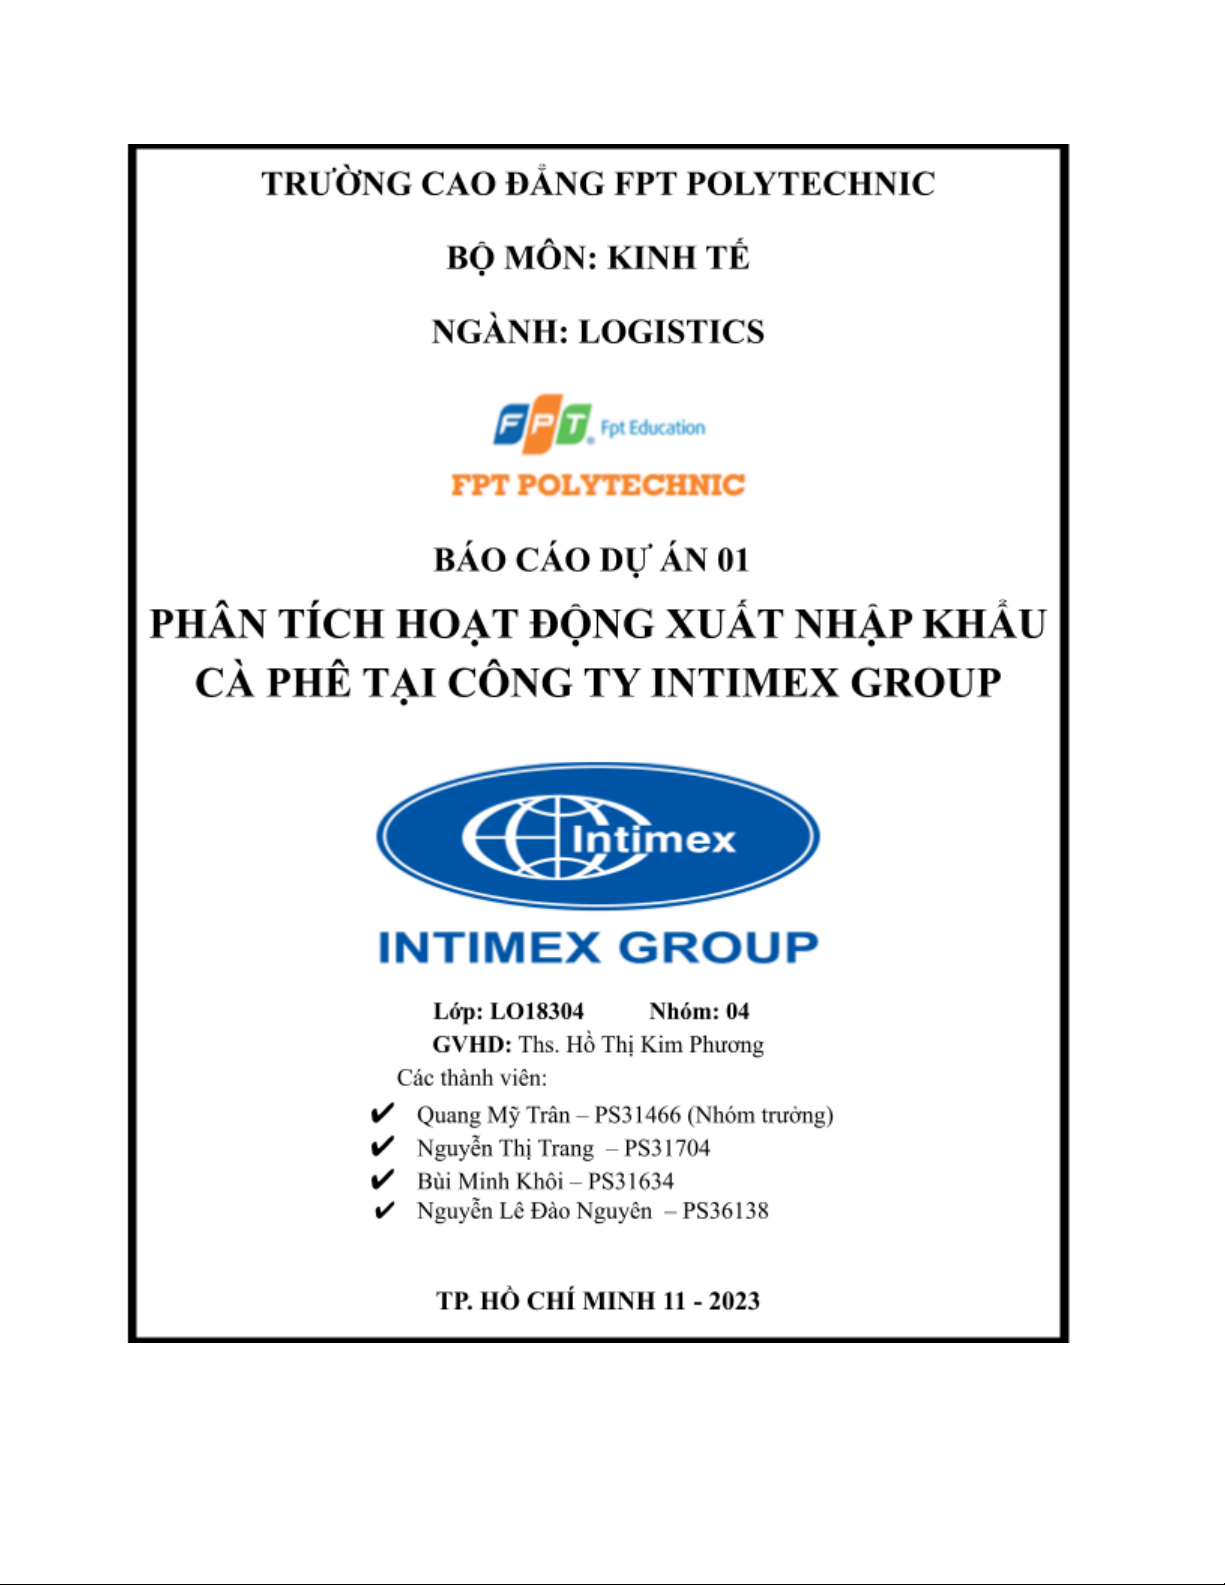 TRƯỜNG CAO ĐẲNG FPT POLYTECHNIC
BỘ MÔN: KINH TẾ
NGÀNH: LOGISTICS
FPT® Fpt Education
FPT POLYTECHNIC
BÁO CÁO DỰ ÁN 01
PHÂN TÍCH HOẠT ĐỘNG XUẤT NHẬP KHẨU
CÀ PHÊ TẠI CÔNG TY INTIMEX GROUP
Intimex
INTIMEX GROUP
Lớp: LO18304 Nhóm: 04
GVHD: Ths. Hồ Thị Kim Phương
Các thành viên:
✔ Quang Mỹ Trân – PS31466 (Nhóm trưởng)
✔ Nguyễn Thị Trang – PS31704
✔ Bùi Minh Khôi – PS31634
✔ Nguyễn Lê Đào Nguyên – PS36138
TP. HỒ CHÍ MINH 11 - 2023